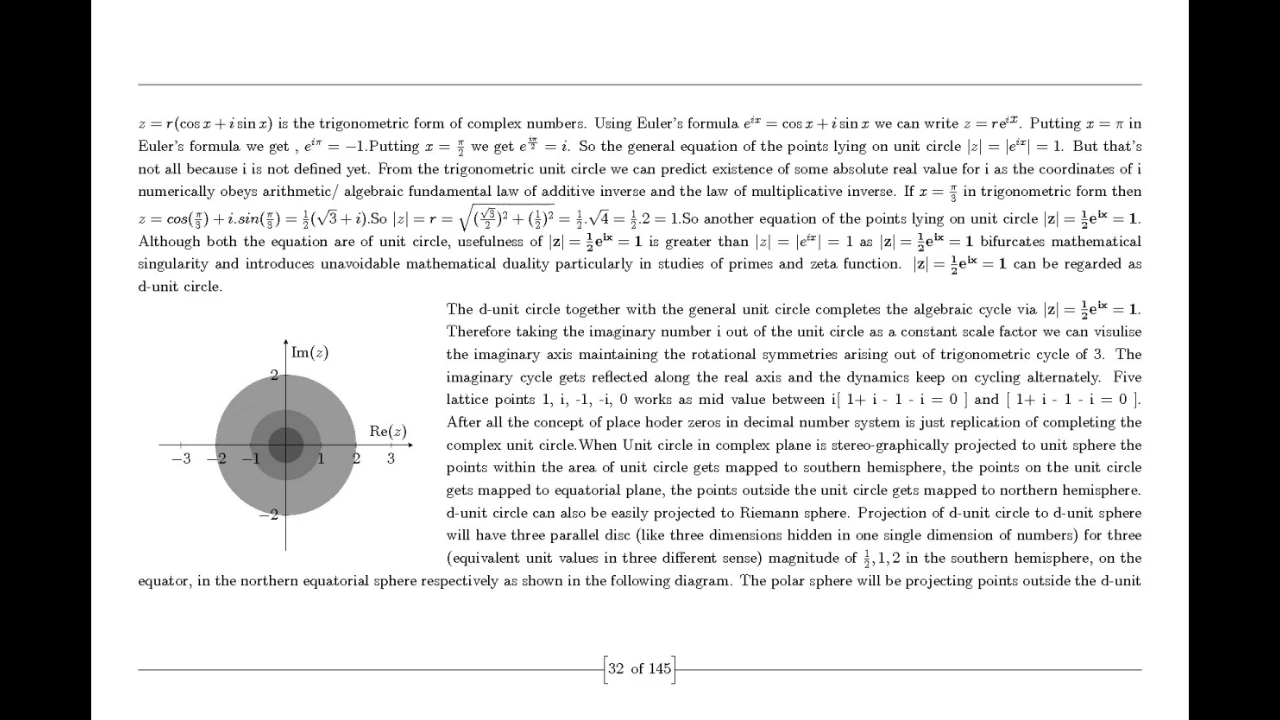 z = r(cos x + i sin x) is the trigonometric form of complex numbers. Using Euler's formula e^{ix} = cos x + i sin x we can write z = re^{ix}. Putting x = π in
Euler's formula we get , e^{iπ} = −1.Putting x = π/2 we get e^{iπ/2} = i. So the general equation of the points lying on unit circle |z| = |e^{ix}| = 1. But that's
not all because i is not defined yet. From the trigonometric unit circle we can predict existence of some absolute real value for i as the coordinates of i
numerically obeys arithmetic/ algebraic fundamental law of additive inverse and the law of multiplicative inverse. If x = π/3 in trigonometric form then
z = cos(π/3) + i.sin(π/3) = 1/2(√3 + i).So |z| = r = √((√3/2)² + (1/2)²) = 1/2.√4 = 1/2.2 = 1.So another equation of the points lying on unit circle |z| = 1/2e^{ix} = 1.
Although both the equation are of unit circle, usefulness of |z| = 1/2e^{ix} = 1 is greater than |z| = |e^{ix}| = 1 as |z| = 1/2e^{ix} = 1 bifurcates mathematical
singularity and introduces unavoidable mathematical duality particularly in studies of primes and zeta function. |z| = 1/2e^{ix} = 1 can be regarded as
d-unit circle.
The d-unit circle together with the general unit circle completes the algebraic cycle via |z| = 1/2e^{ix} = 1.
Therefore taking the imaginary number i out of the unit circle as a constant scale factor we can visulise
the imaginary axis maintaining the rotational symmetries arising out of trigonometric cycle of 3. The
imaginary cycle gets reflected along the real axis and the dynamics keep on cycling alternately. Five
lattice points 1, i, -1, -i, 0 works as mid value between i[ 1+ i - 1 - i = 0 ] and [ 1+ i - 1 - i = 0 ].
After all the concept of place hoder zeros in decimal number system is just replication of completing the
complex unit circle.When Unit circle in complex plane is stereo-graphically projected to unit sphere the
points within the area of unit circle gets mapped to southern hemisphere, the points on the unit circle
gets mapped to equatorial plane, the points outside the unit circle gets mapped to northern hemisphere.
d-unit circle can also be easily projected to Riemann sphere. Projection of d-unit circle to d-unit sphere
will have three parallel disc (like three dimensions hidden in one single dimension of numbers) for three
(equivalent unit values in three different sense) magnitude of 1/2, 1, 2 in the southern hemisphere, on the
equator, in the northern equatorial sphere respectively as shown in the following diagram. The polar sphere will be projecting points outside the d-unit
Im(z)
2
Re(z)
−3 −2 −1 1 2 3
−2
32 of 145